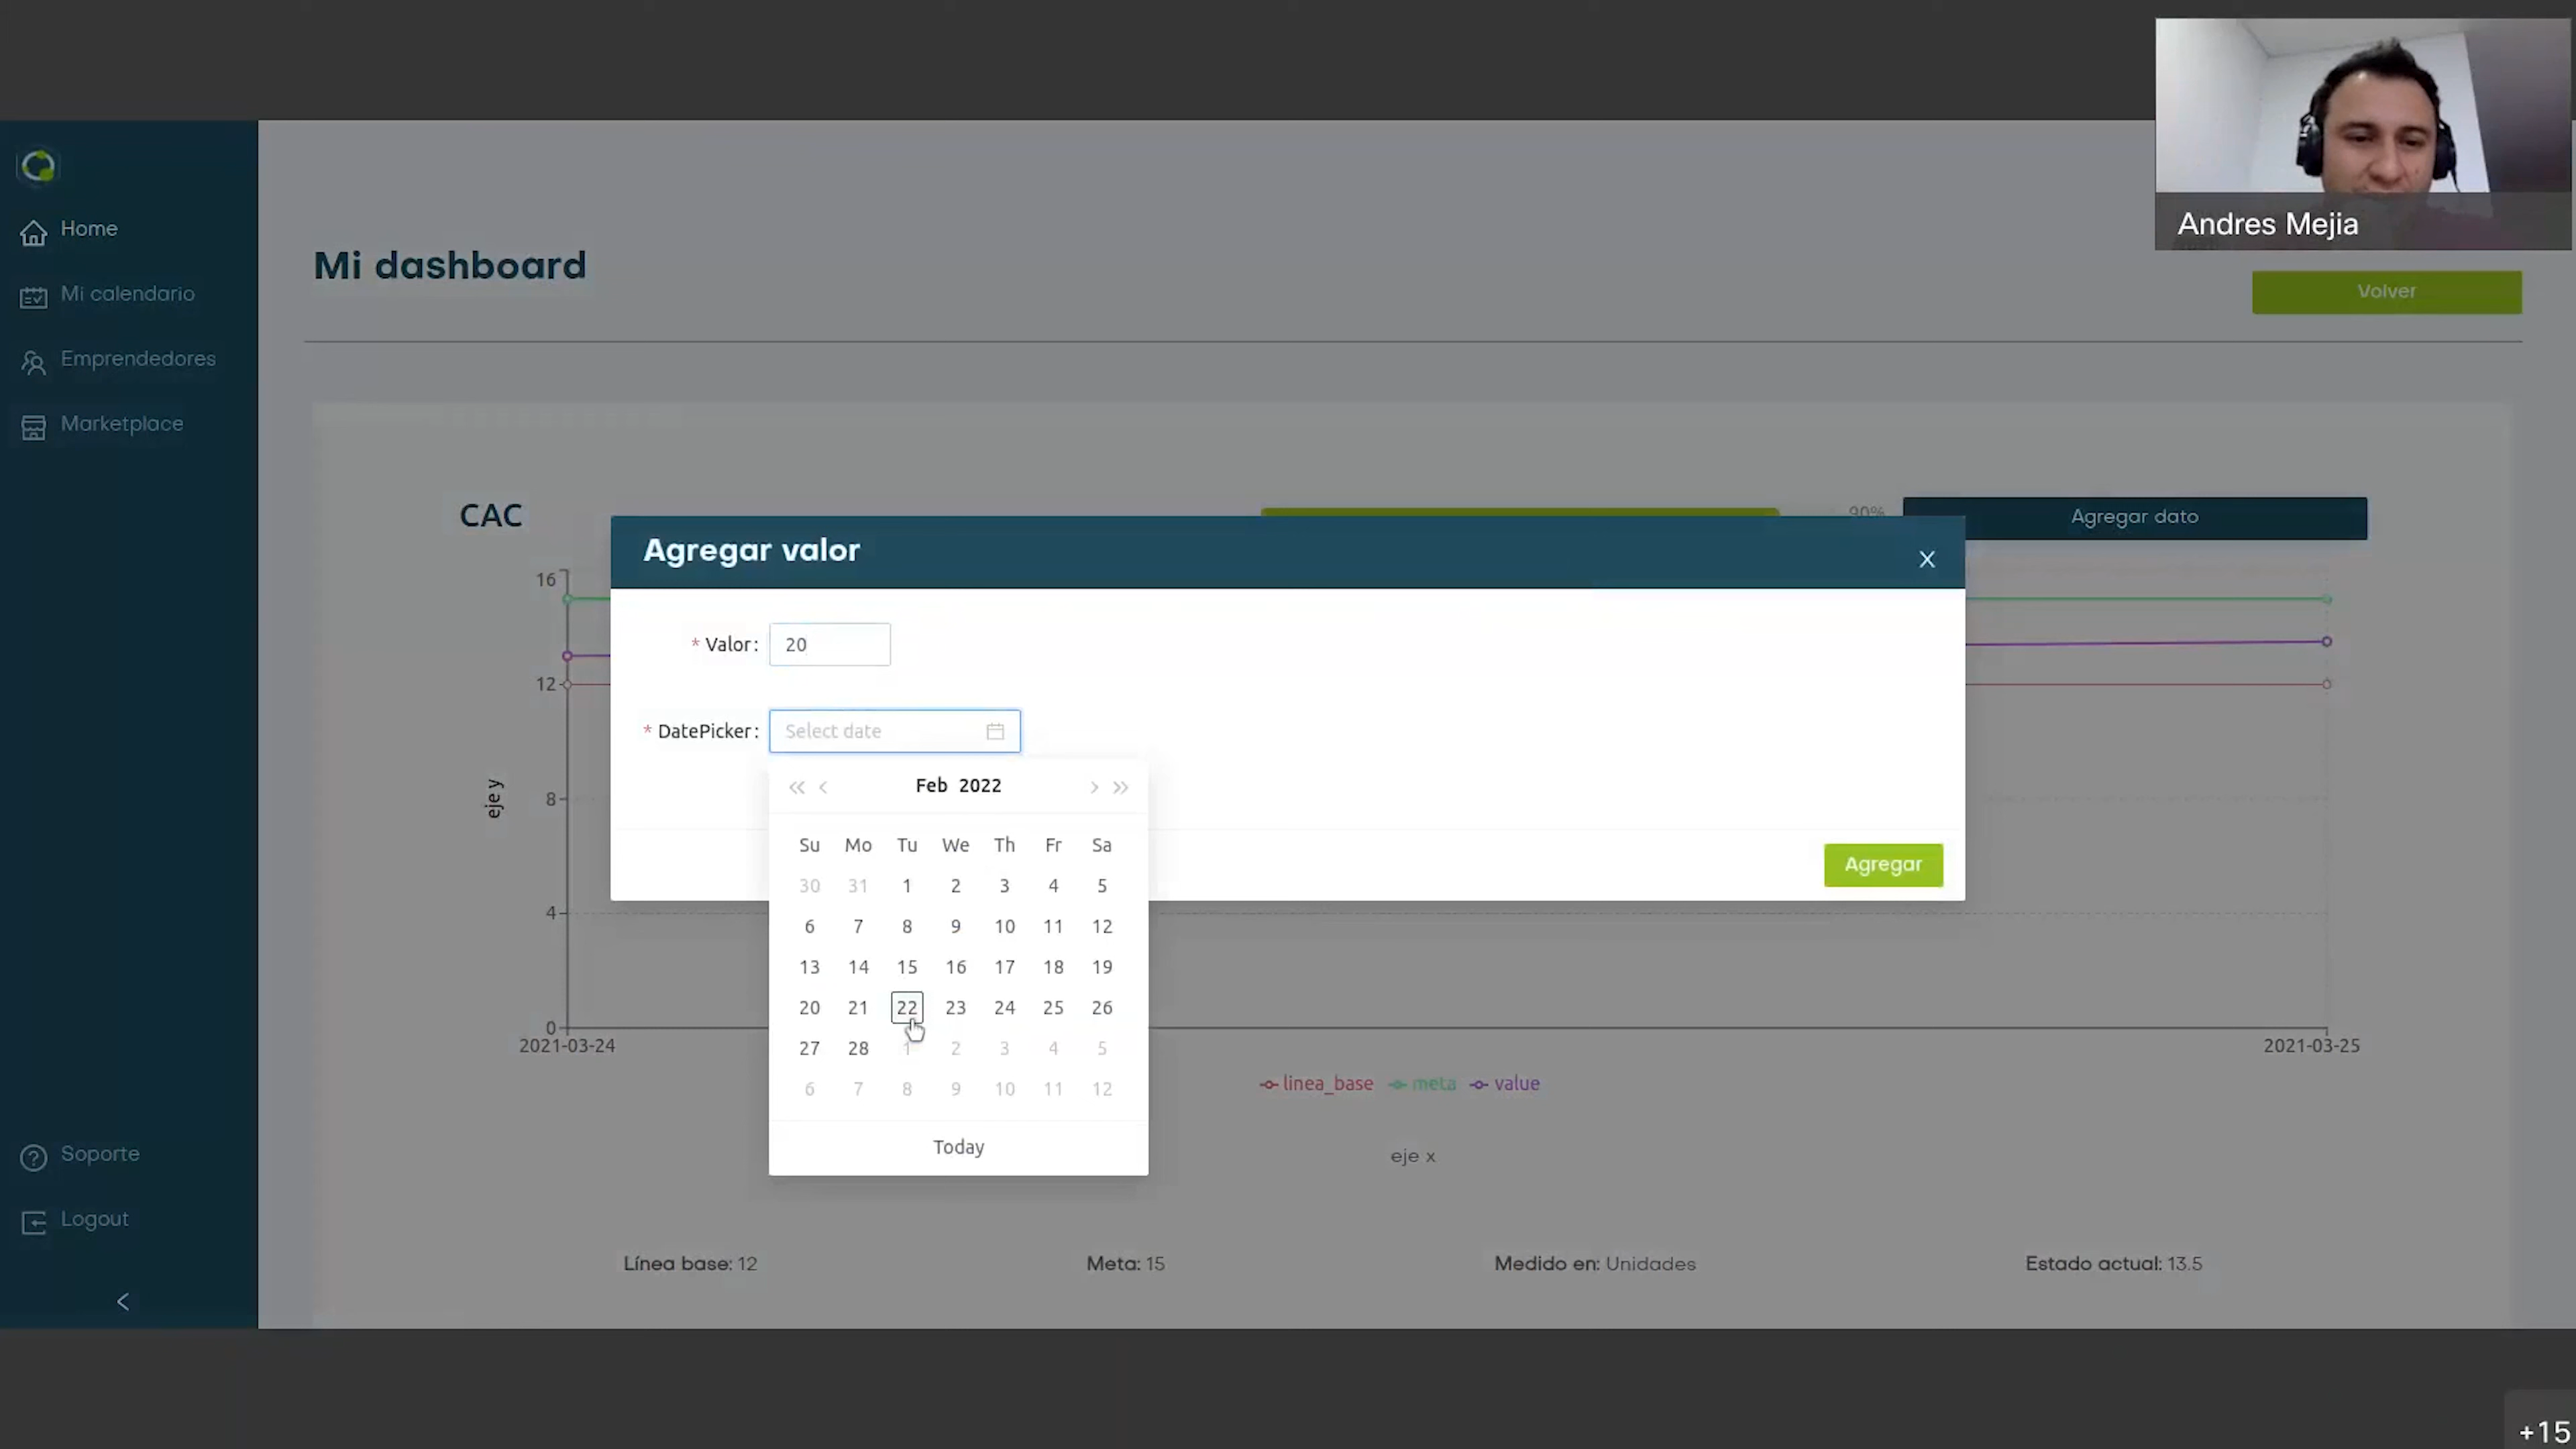 Andres Mejia
Home
Mi calendario
Emprendedores
Marketplace
Soporte
Logout
Mi dashboard
Volver
CAC
90%
Agregar dato
Agregar valor
X
* Valor: 20
* DatePicker: Select date
Feb 2022
Su Mo Tu We Th Fr Sa
30 31 1 2 3 4 5
6 7 8 9 10 11 12
13 14 15 16 17 18 19
20 21 22 23 24 25 26
27 28 1 2 3 4 5
6 7 8 9 10 11 12
Today
Agregar
16
12
8
4
0
eje y
2021-03-24
2021-03-25
linea_base meta value
eje x
Línea base: 12
Meta: 15
Medido en: Unidades
Estado actual: 13.5
+15